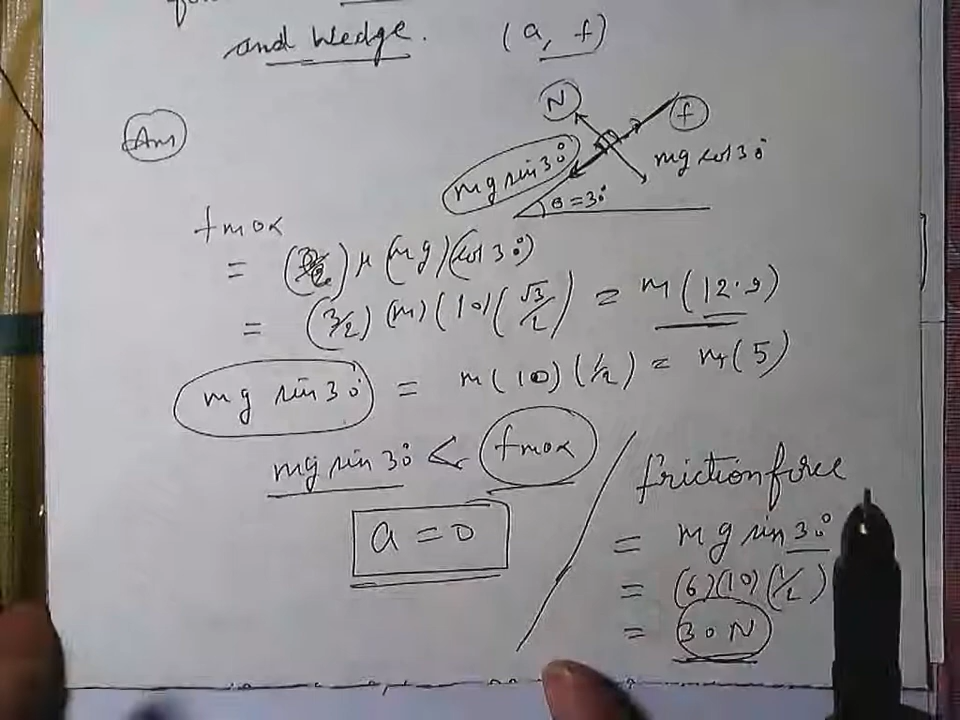 and Wedge. (a, f)
Am
N
f
mg sin 30°
mg cos 30°
θ = 30°
fmax
= μ (mg) (cos 30°)
= (3/2) (m) (10) (√3/2) = m (12.9)
mg sin 30° = m (10) (1/2) = m (5)
mg sin 30° < fmax
a = 0
friction force
= mg sin 30°
= (6)(10)(1/2)
= 30 N